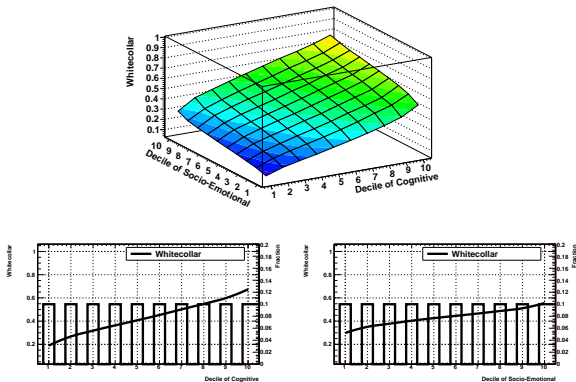 Whitecollar
1
0.9
0.8
0.7
0.6
0.5
0.4
0.3
0.2
0.1
10 9 8 7 6 5 4 3 2 1
Decile of Socio-Emotional
1 2 3 4 5 6 7 8 9 10
Decile of Cognitive
Whitecollar
1
0.8
0.6
0.4
0.2
Whitecollar
0.2
0.18
0.16
0.14
0.12
0.1
0.08
0.06
0.04
0.02
0
Fraction
1 2 3 4 5 6 7 8 9 10
Decile of Cognitive
Whitecollar
1
0.8
0.6
0.4
0.2
Whitecollar
0.2
0.18
0.16
0.14
0.12
0.1
0.08
0.06
0.04
0.02
0
Fraction
1 2 3 4 5 6 7 8 9 10
Decile of Socio-Emotional